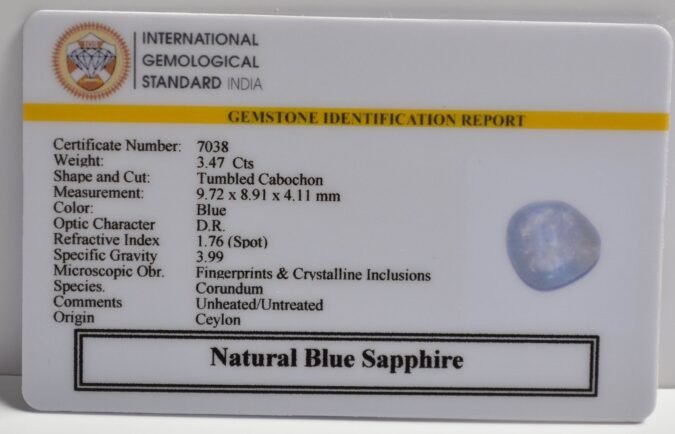 INTERNATIONAL
GEMOLOGICAL
STANDARD INDIA
GEMSTONE IDENTIFICATION REPORT
Certificate Number: 7038
Weight: 3.47 Cts
Shape and Cut: Tumbled Cabochon
Measurement: 9.72 x 8.91 x 4.11 mm
Color: Blue
Optic Character D.R.
Refractive Index 1.76 (Spot)
Specific Gravity 3.99
Microscopic Obr. Fingerprints & Crystalline Inclusions
Species. Corundum
Comments Unheated/Untreated
Origin Ceylon
Natural Blue Sapphire